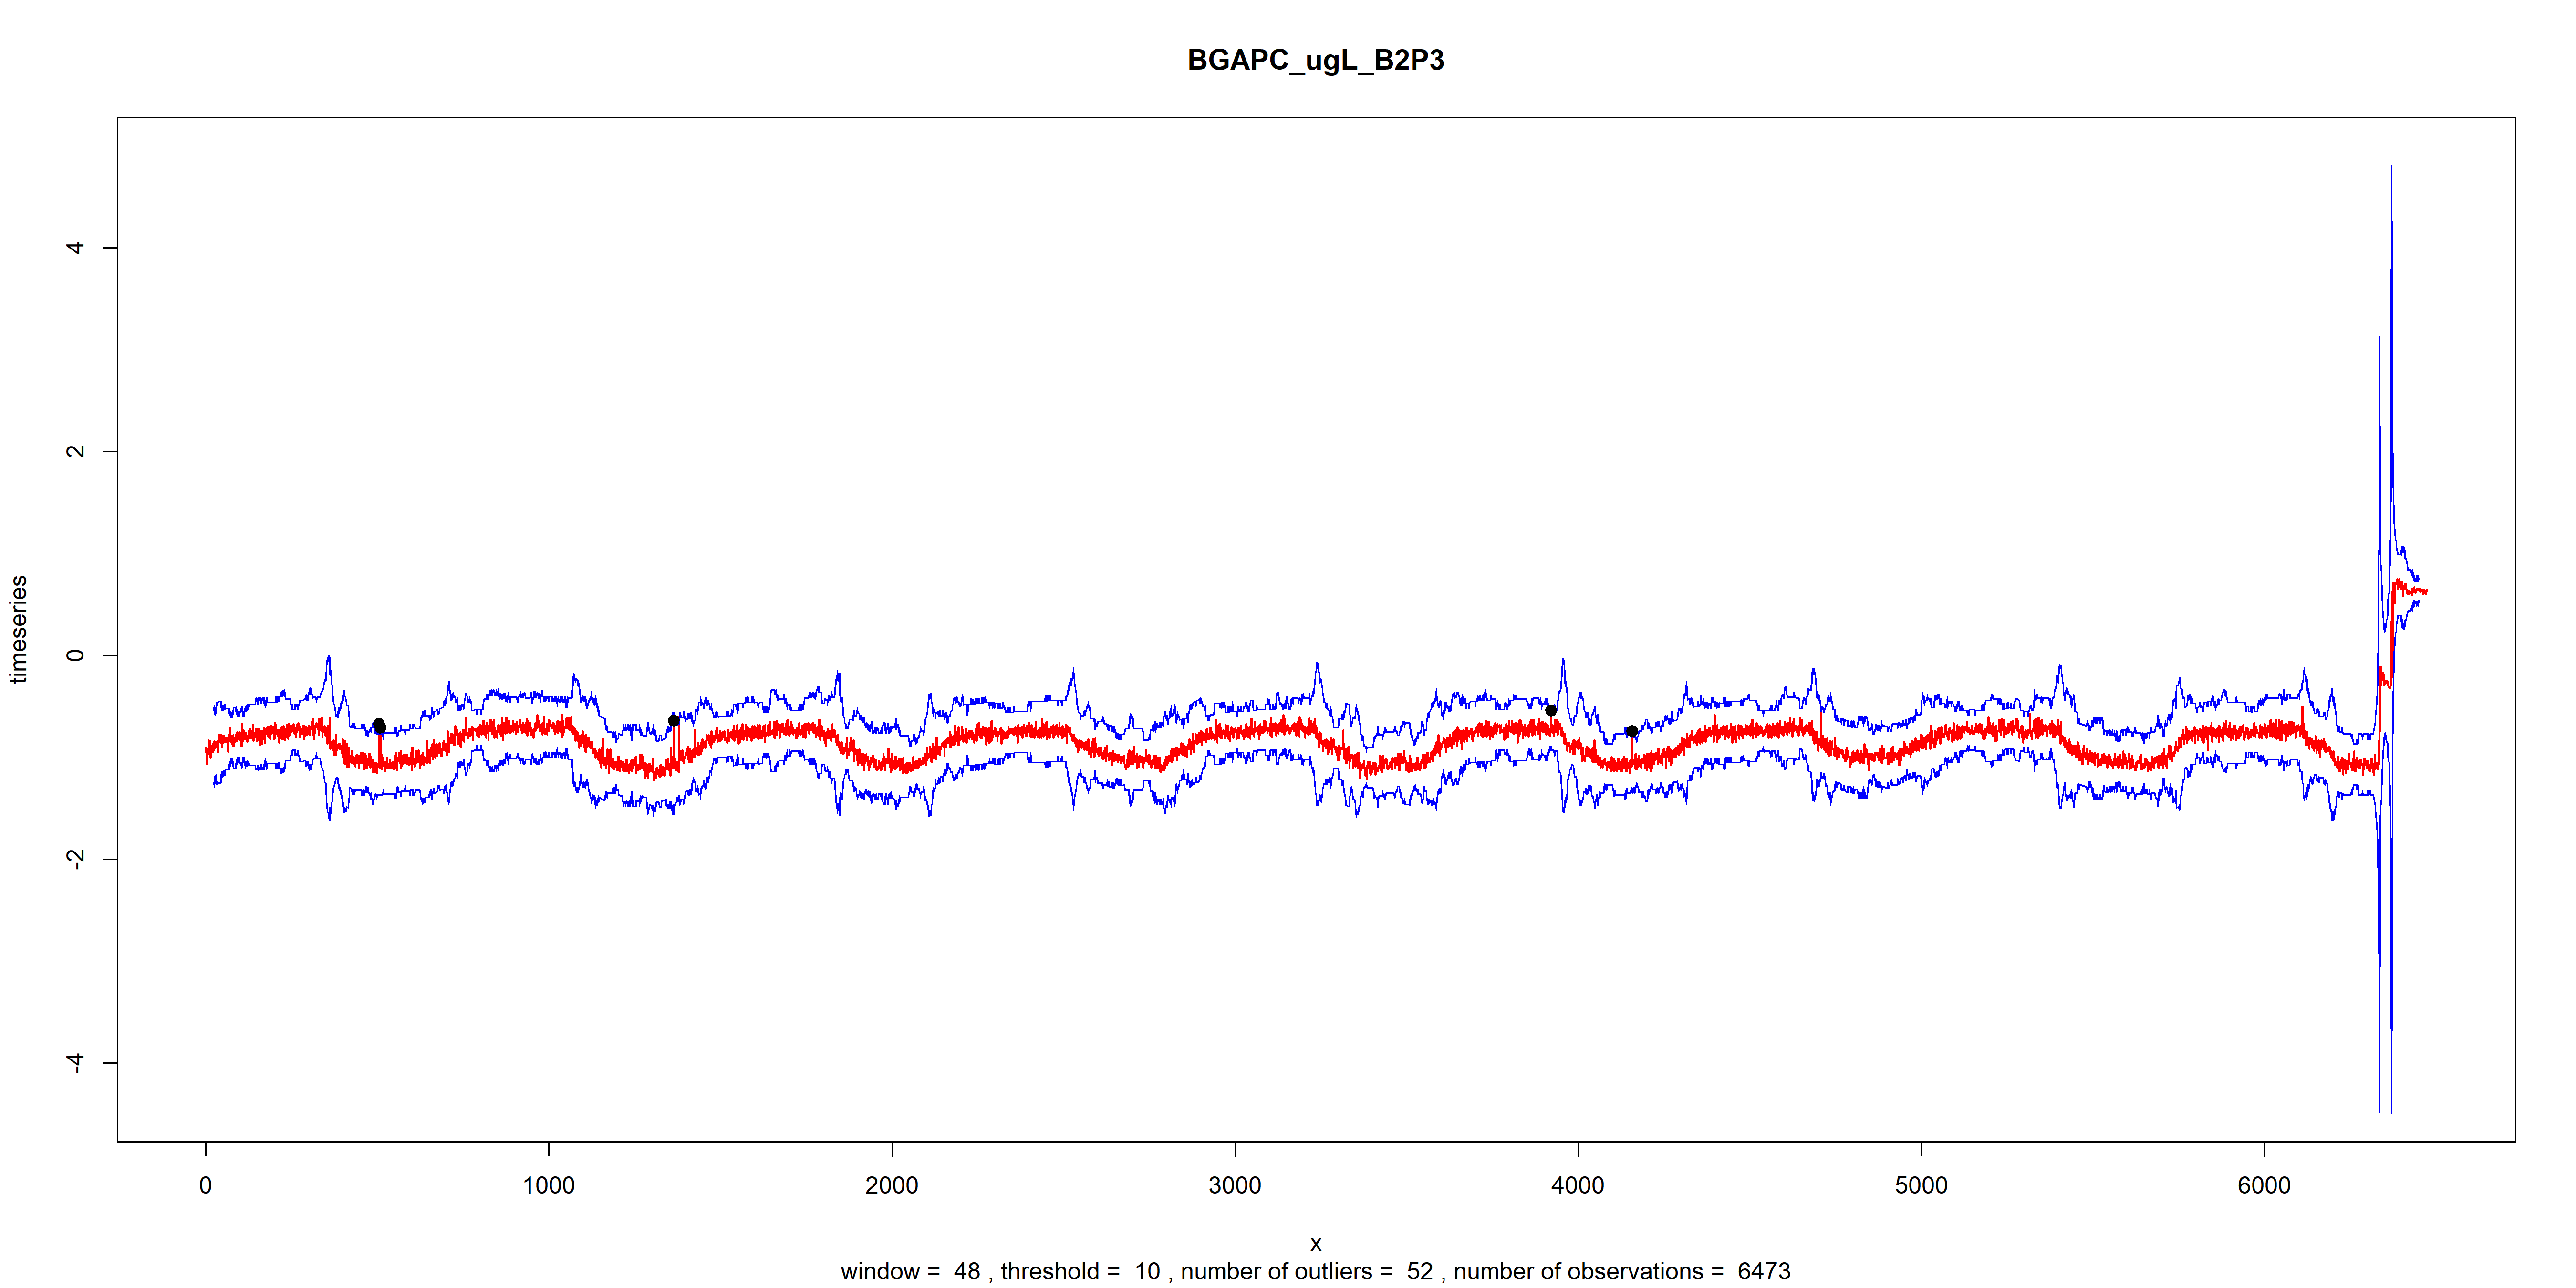 BGAPC_ugL_B2P3
timeseries
4
2
0
-2
-4
0 1000 2000 3000 4000 5000 6000
x
window = 48 , threshold = 10 , number of outliers = 52 , number of observations = 6473